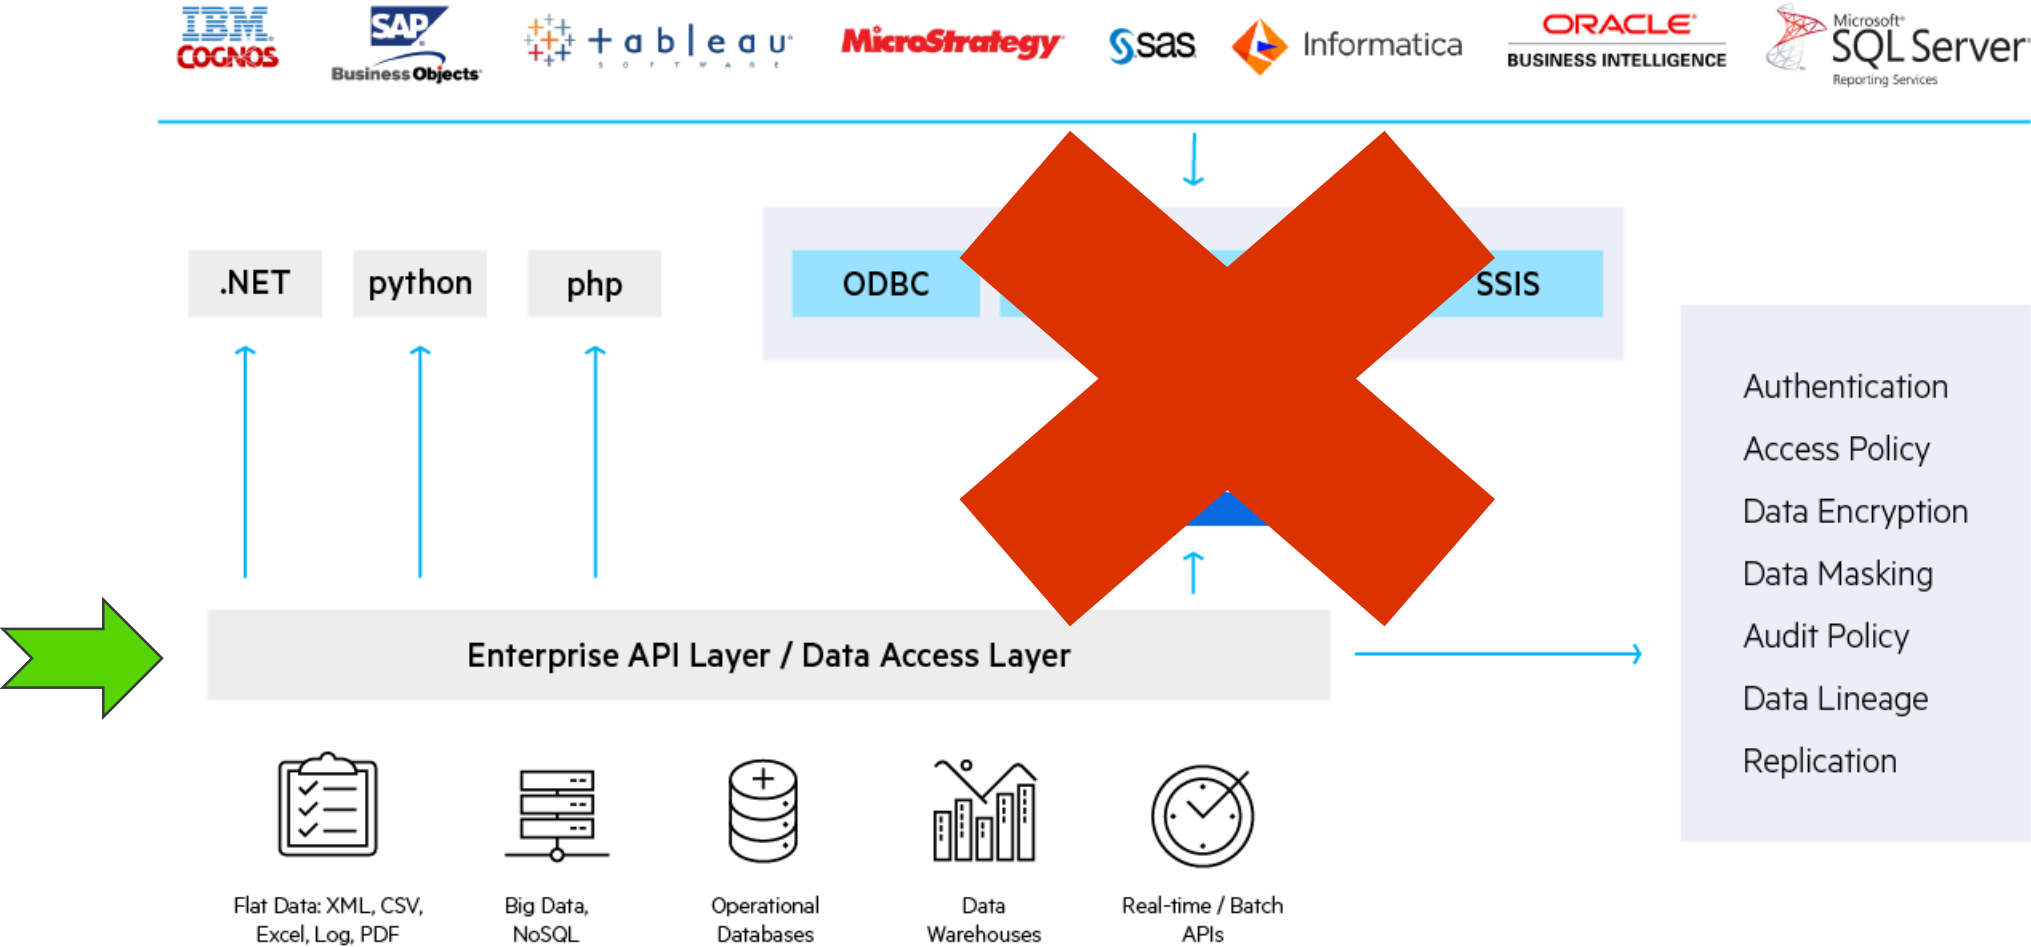 IBM
COGNOS
SAP
Business Objects
+ableau
SOFTWARE
MicroStrategy
sas
Informatica
ORACLE
BUSINESS INTELLIGENCE
Microsoft
SQL Server
Reporting Services
.NET
python
php
ODBC
SSIS
Authentication
Access Policy
Data Encryption
Data Masking
Audit Policy
Data Lineage
Replication
Enterprise API Layer / Data Access Layer
Flat Data: XML, CSV,
Excel, Log, PDF
Big Data,
NoSQL
Operational
Databases
Data
Warehouses
Real-time / Batch
APIs